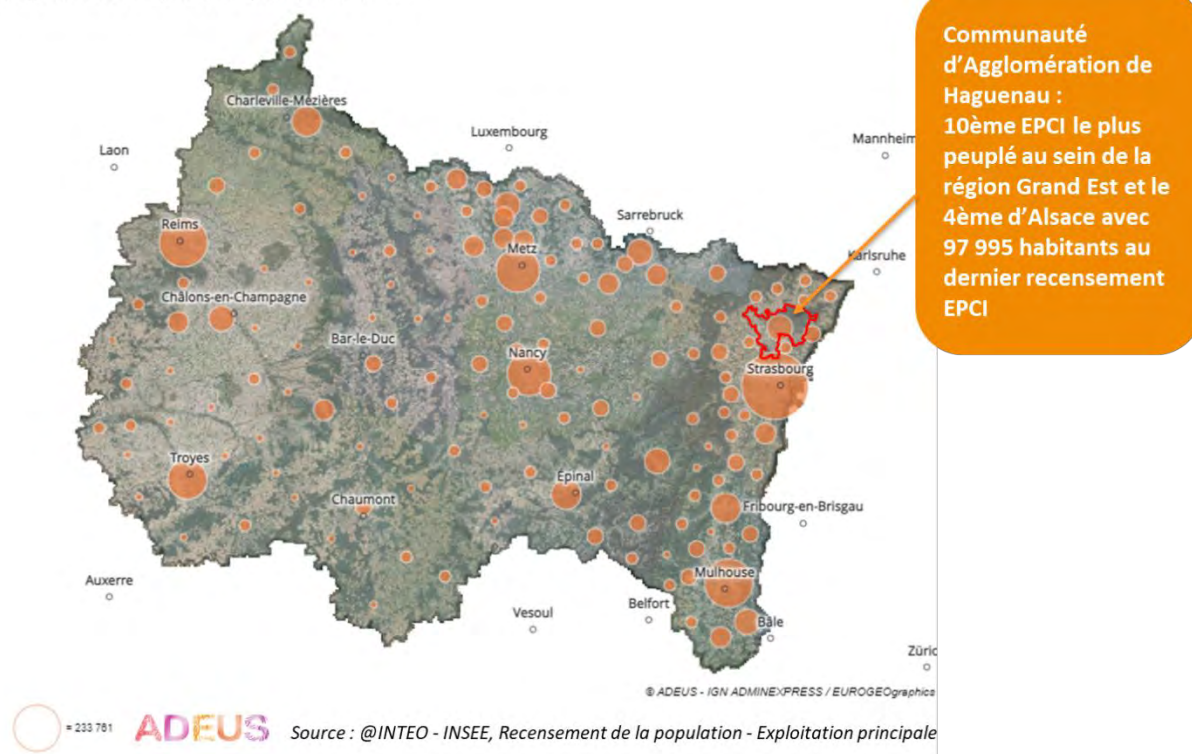 Communauté
d'Agglomération de
Haguenau :
10ème EPCI le plus
peuplé au sein de la
région Grand Est et le
4ème d'Alsace avec
97 995 habitants au
dernier recensement
EPCI
Charleville-Mézières
Luxembourg
Mannheim
Laon
Sarrebruck
Reims
Metz
Karlsruhe
Châlons-en-Champagne
Bar-le-Duc
Nancy
Strasbourg
Troyes
Épinal
Chaumont
Fribourg-en-Brisgau
Mulhouse
Auxerre
Belfort
Vesoul
Bâle
Züric
© ADEUS - IGN ADMINEXPRESS / EUROGEOgraphics
= 233 761
ADEUS
Source : @INTEO - INSEE, Recensement de la population - Exploitation principale